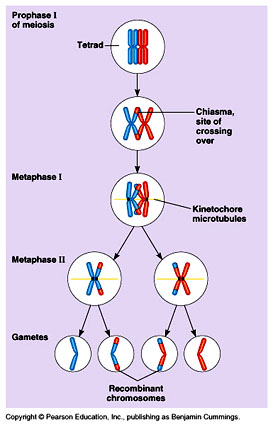 Prophase I
of meiosis
Tetrad
Chiasma,
site of
crossing
over
Metaphase I
Kinetochore
microtubules
Metaphase II
Gametes
Recombinant
chromosomes
Copyright © Pearson Education, Inc., publishing as Benjamin Cummings.